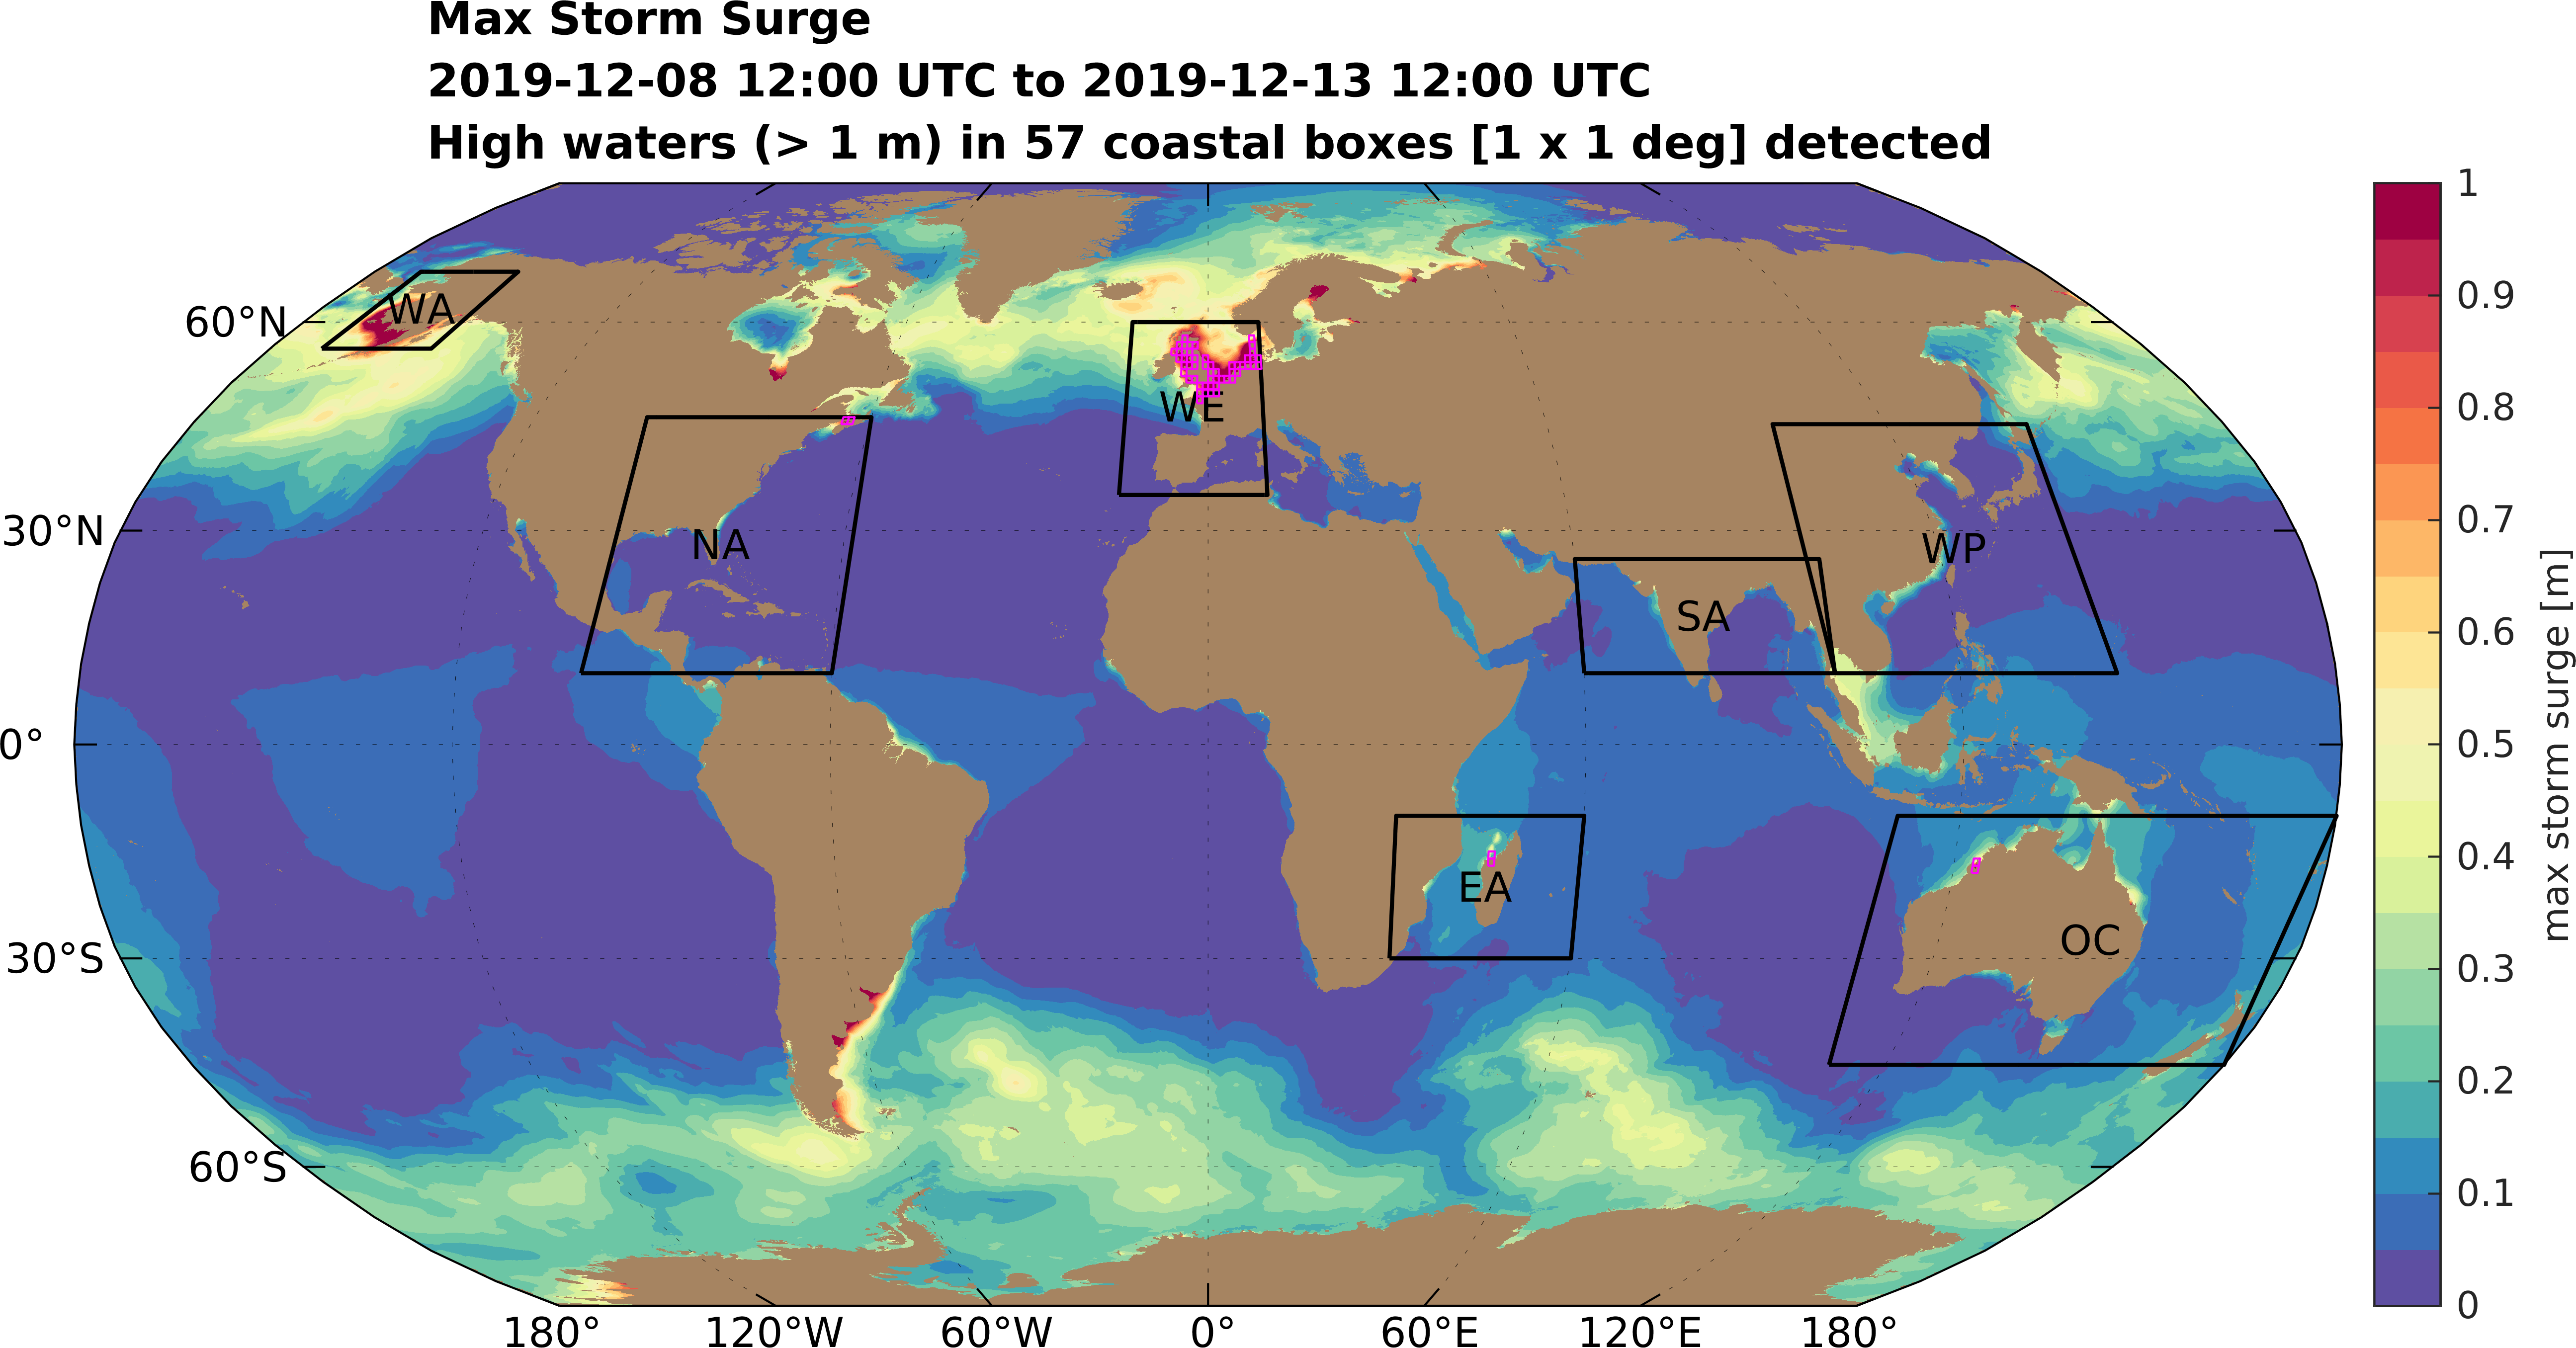 Max Storm Surge
2019-12-08 12:00 UTC to 2019-12-13 12:00 UTC
High waters (> 1 m) in 57 coastal boxes [1 x 1 deg] detected
60°N
30°N
0°
30°S
60°S
WA
NA
WE
SA
WP
EA
OC
180°
120°W
60°W
0°
60°E
120°E
180°
1
0.9
0.8
0.7
0.6
0.5
0.4
0.3
0.2
0.1
0
max storm surge [m]